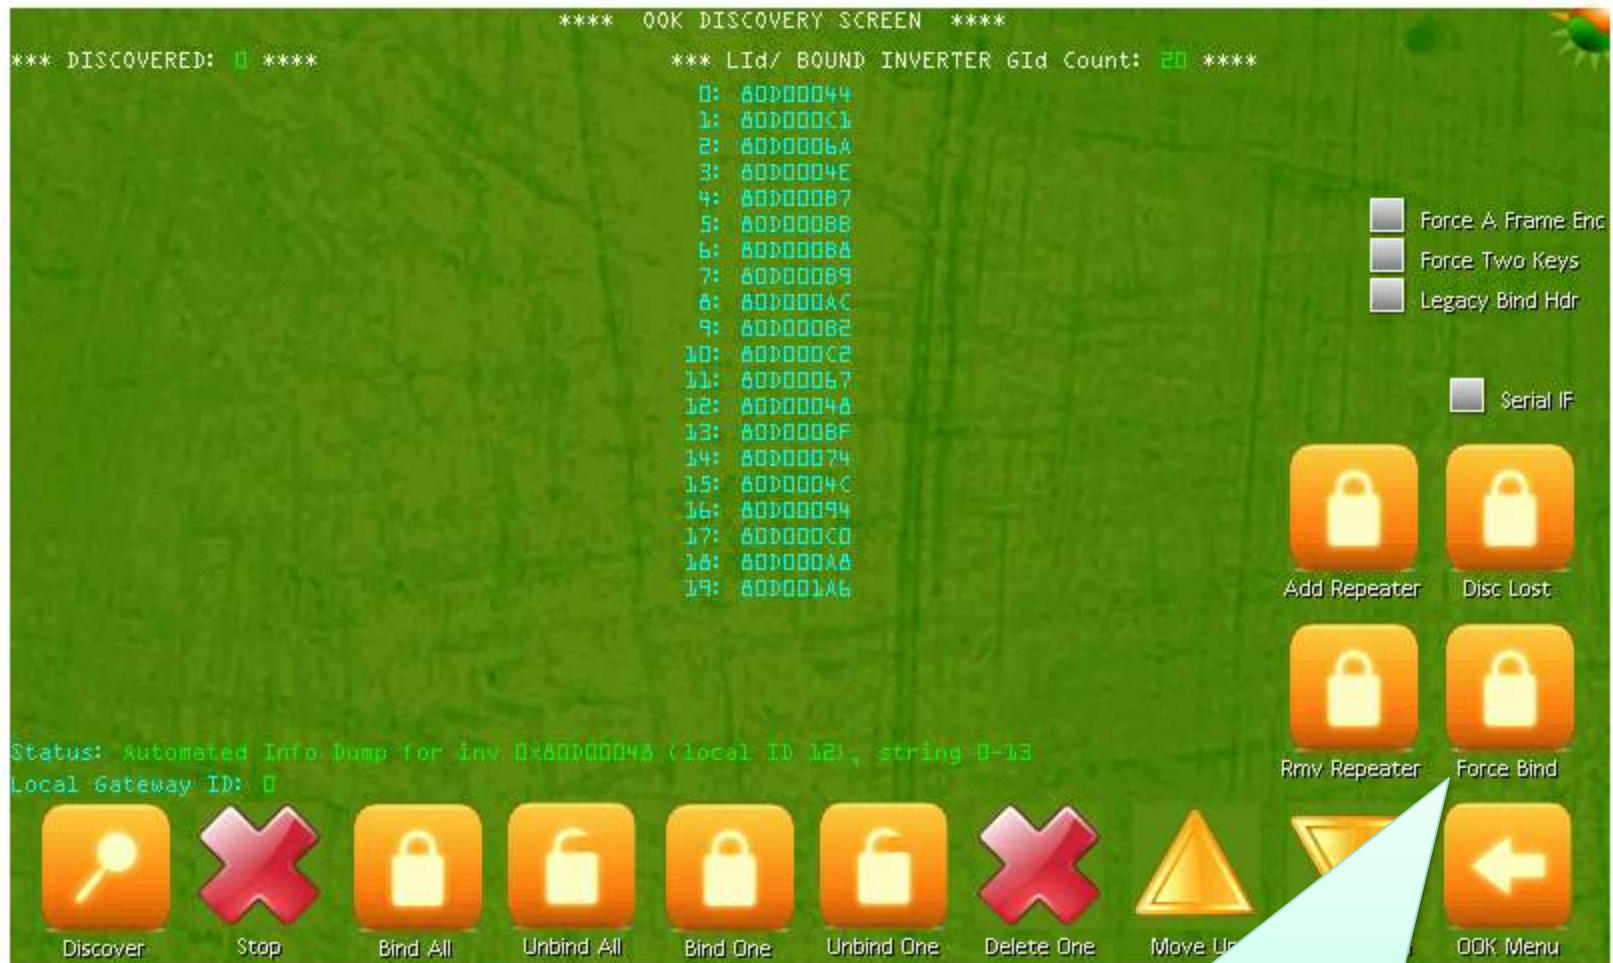 **** OOK DISCOVERY SCREEN ****
*** DISCOVERED: 0 ****
*** LId/ BOUND INVERTER GId Count: 20 ****
0: 80D00044
1: 80D000C1
2: 80D0006A
3: 80D0004E
4: 80D000B7
5: 80D000BB
6: 80D000B8
7: 80D000B9
8: 80D000AC
9: 80D000B2
10: 80D000C2
11: 80D00067
12: 80D00048
13: 80D000BF
14: 80D00074
15: 80D0004C
16: 80D00094
17: 80D000C0
18: 80D000A8
19: 80D001A6
Force A Frame Enc
Force Two Keys
Legacy Bind Hdr
Serial IF
Add Repeater Disc Lost
Rmv Repeater Force Bind
Status: Automated Info Dump for inv 0x80D00048 (local ID 12), string 0-13
Local Gateway ID: 0
Discover Stop Bind All Unbind All Bind One Unbind One Delete One Move OOK Menu